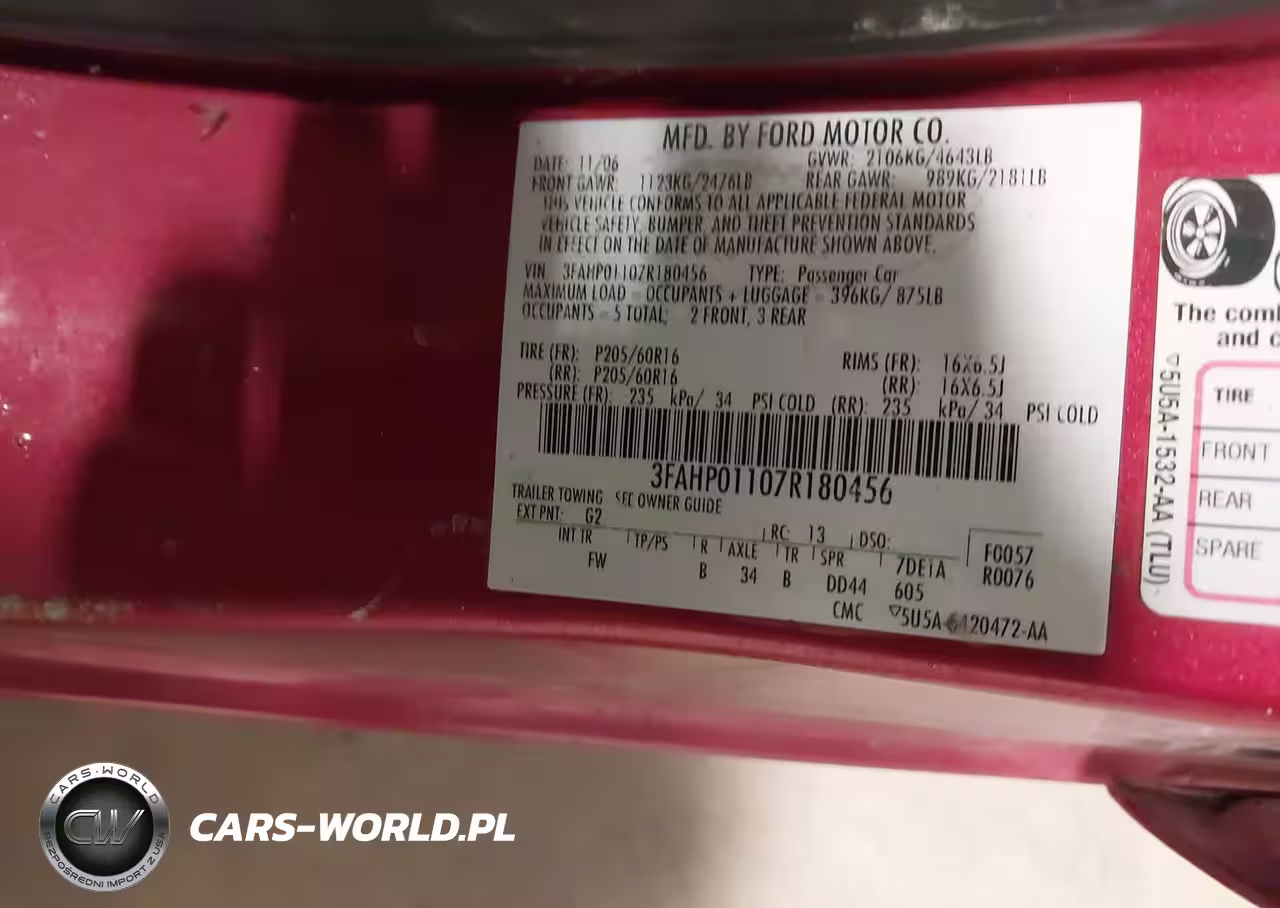 MFD. BY FORD MOTOR CO.
DATE: 11/06 GVWR: 2106KG/4643LB
FRONT GAWR: 1123KG/2476LB REAR GAWR: 989KG/2181LB
THIS VEHICLE CONFORMS TO ALL APPLICABLE FEDERAL MOTOR
VEHICLE SAFETY, BUMPER, AND THEFT PREVENTION STANDARDS
IN EFFECT ON THE DATE OF MANUFACTURE SHOWN ABOVE.
VIN 3FAHP01107R180456 TYPE: Passenger Car
MAXIMUM LOAD = OCCUPANTS + LUGGAGE = 396KG/ 875LB
OCCUPANTS = 5 TOTAL, 2 FRONT, 3 REAR
TIRE (FR): P205/60R16 RIMS (FR): 16X6.5J
(RR): P205/60R16 (RR): 16X6.5J
PRESSURE (FR): 235 kPa/ 34 PSI COLD (RR): 235 kPa/ 34 PSI COLD
3FAHP01107R180456
TRAILER TOWING SEE OWNER GUIDE
EXT PNT: G2 RC: 13 DSO: F0057
INT TR TP/PS R AXLE TR SPR 7DE1A R0076
FW B 34 B DD44 605
CMC ▽5U5A-5420472-AA
The comb
and c
TIRE
FRONT
REAR
SPARE
▽5U5A-1532-AA (TLU)
CARS-WORLD
CW
BEZPOŚREDNI IMPORT Z USA
CARS-WORLD.PL